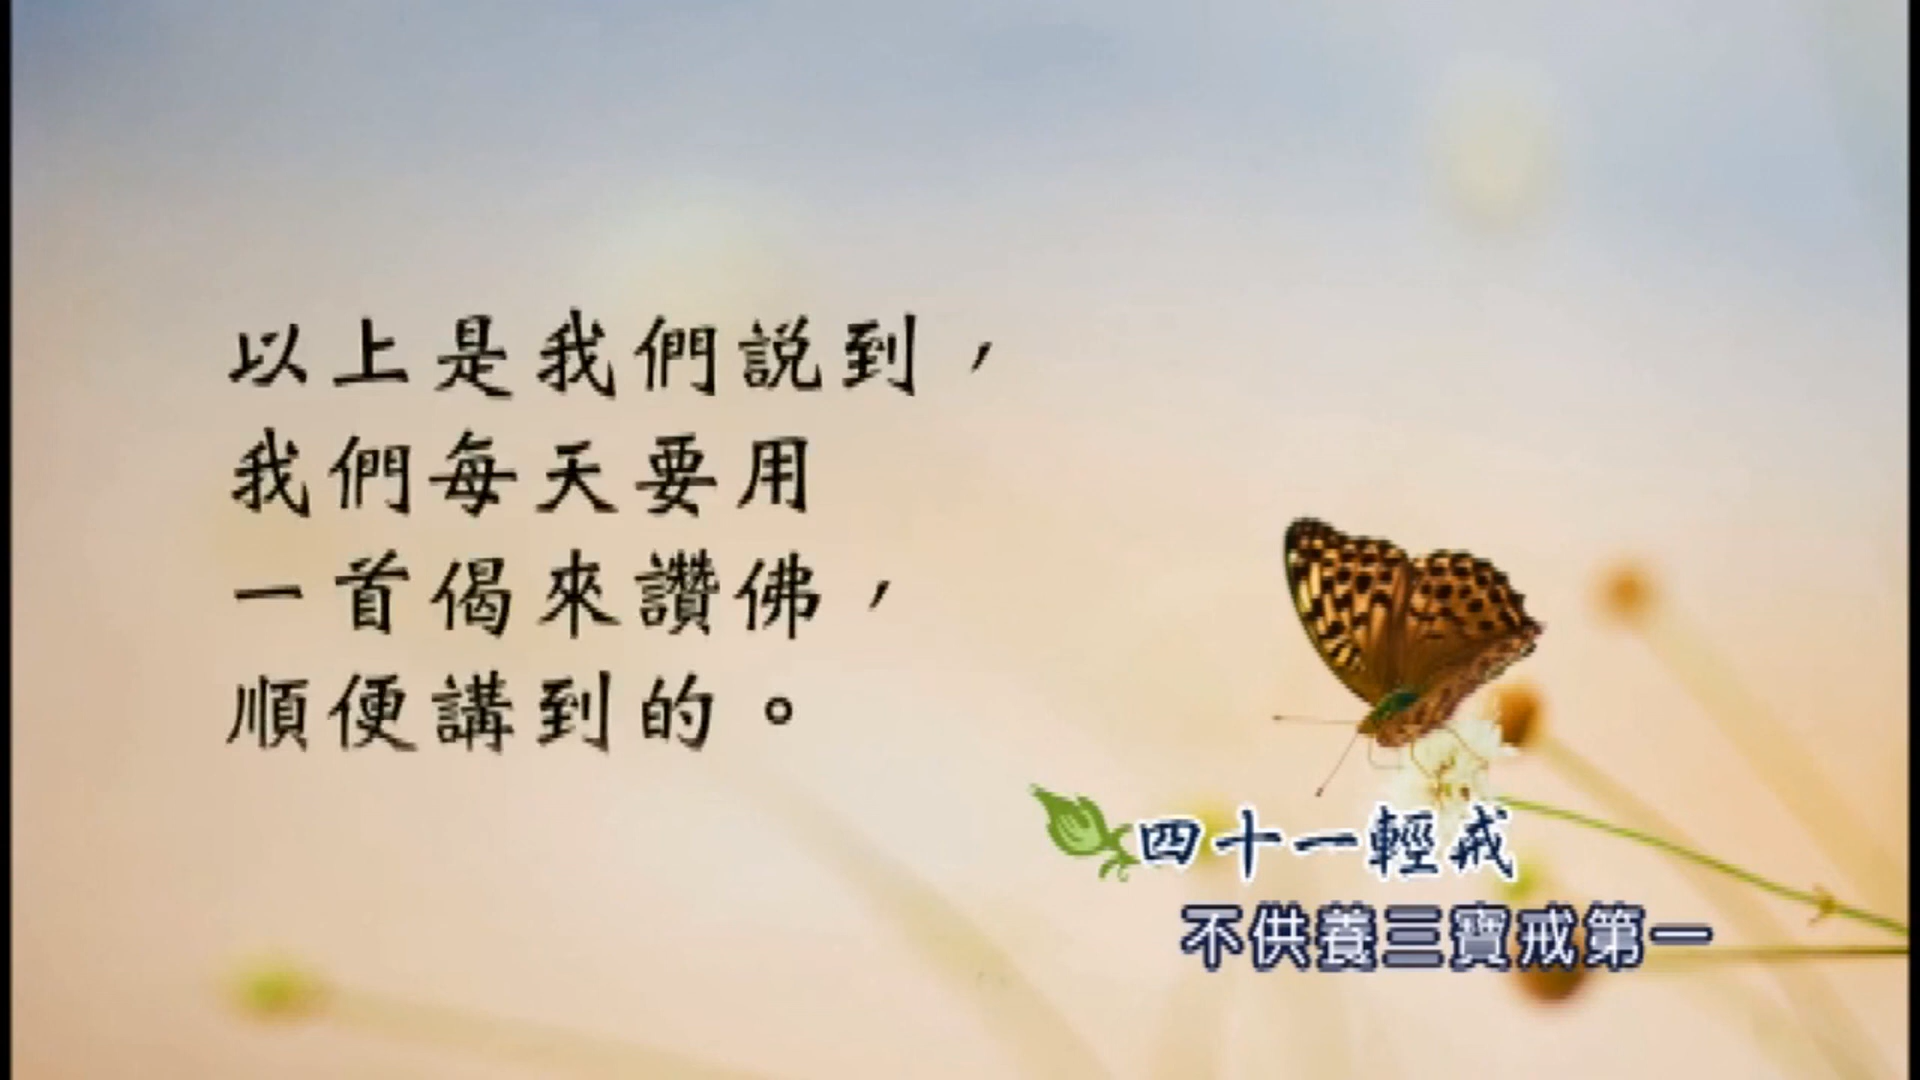 以上是我們説到，
我們每天要用
一首偈來讚佛，
順便講到的。
四十一輕戒
不供養三寶戒第一